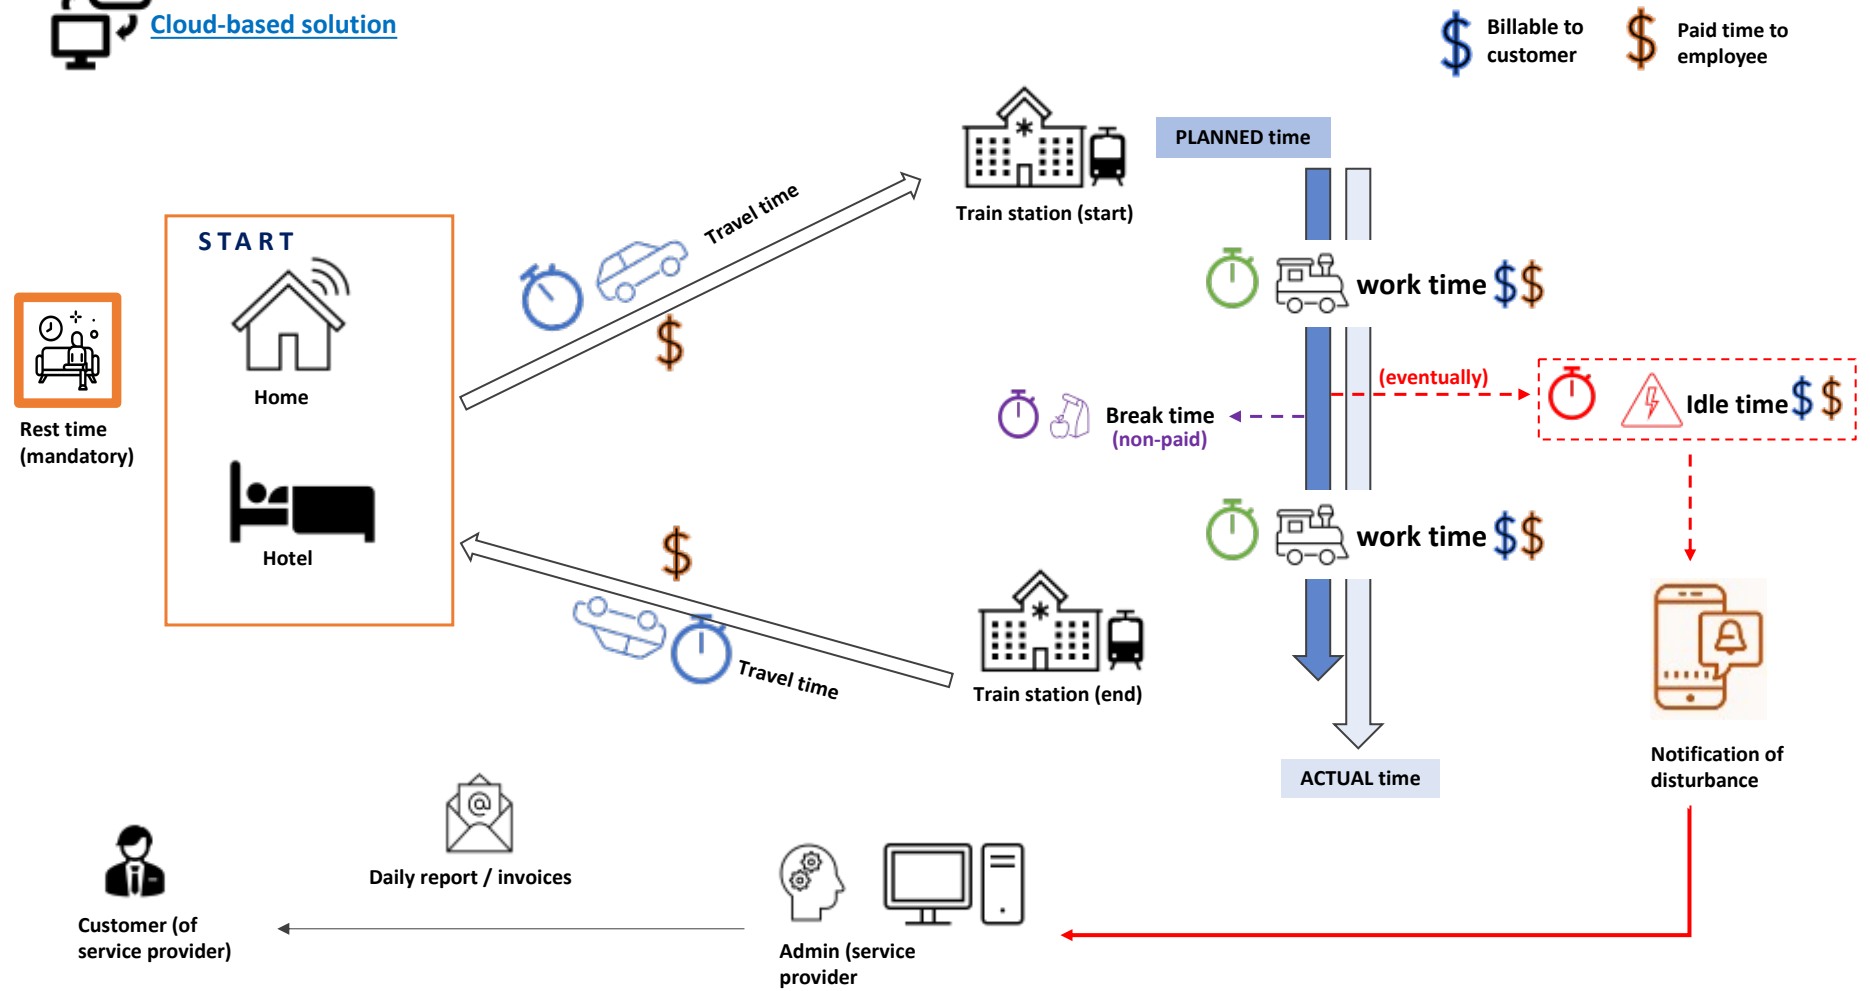 Cloud-based solution
Billable to
customer
Paid time to
employee
PLANNED time
Train station (start)
Travel time
START
Home
Hotel
Rest time
(mandatory)
$
work time $$
(eventually)
Idle time $ $
Break time
(non-paid)
work time $$
$
Travel time
Train station (end)
ACTUAL time
Notification of
disturbance
@
Daily report / invoices
Customer (of
service provider)
Admin (service
provider